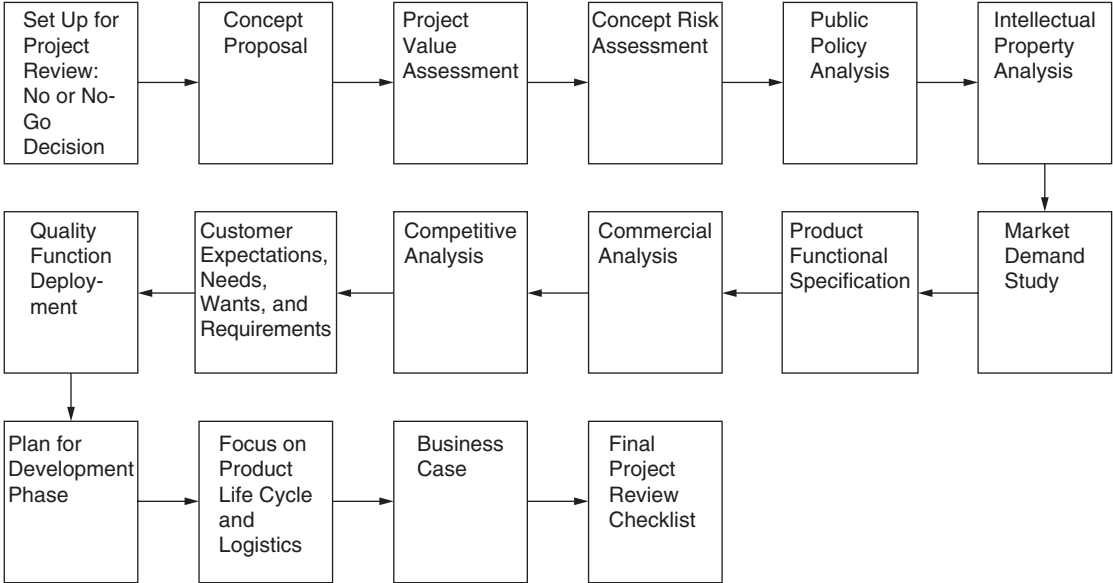 Set Up for
Project
Review:
No or No-
Go
Decision
Concept
Proposal
Project
Value
Assessment
Concept Risk
Assessment
Public
Policy
Analysis
Intellectual
Property
Analysis
Market
Demand
Study
Product
Functional
Specification
Commercial
Analysis
Competitive
Analysis
Customer
Expectations,
Needs,
Wants, and
Requirements
Quality
Function
Deploy-
ment
Plan for
Development
Phase
Focus on
Product
Life Cycle
and
Logistics
Business
Case
Final
Project
Review
Checklist